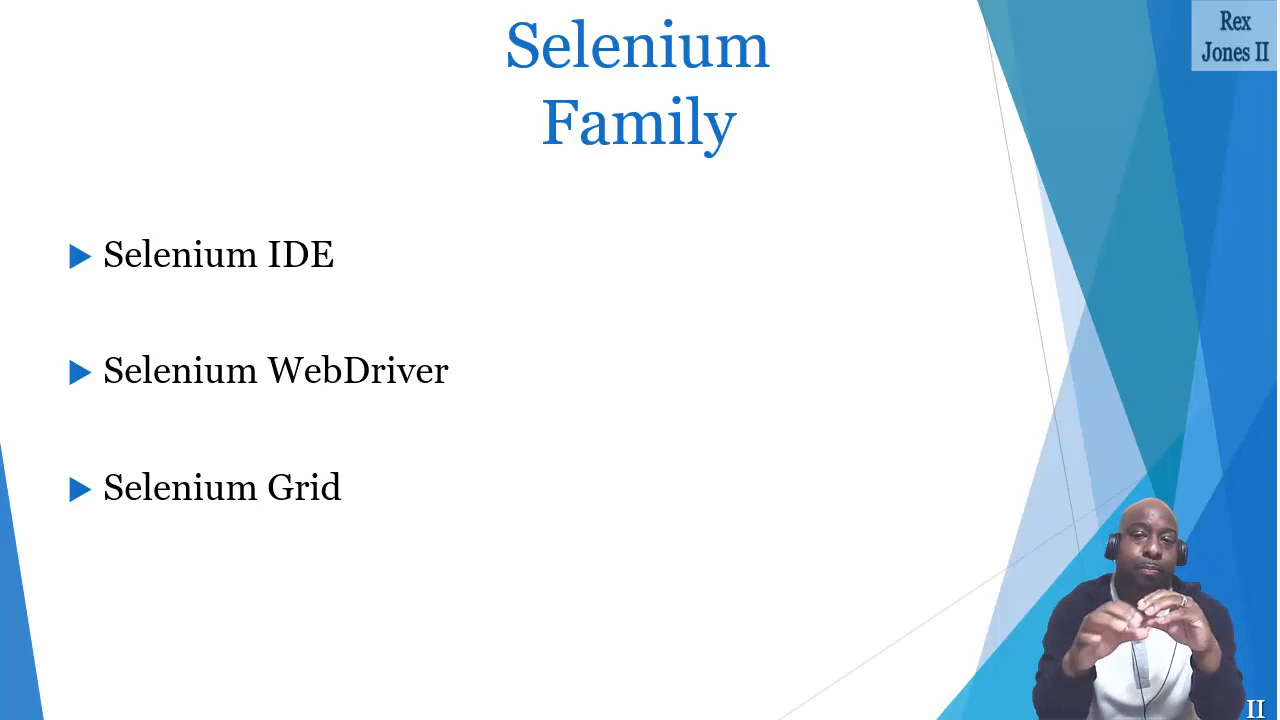 Selenium
Family
Rex
Jones II
Selenium IDE
Selenium WebDriver
Selenium Grid
II